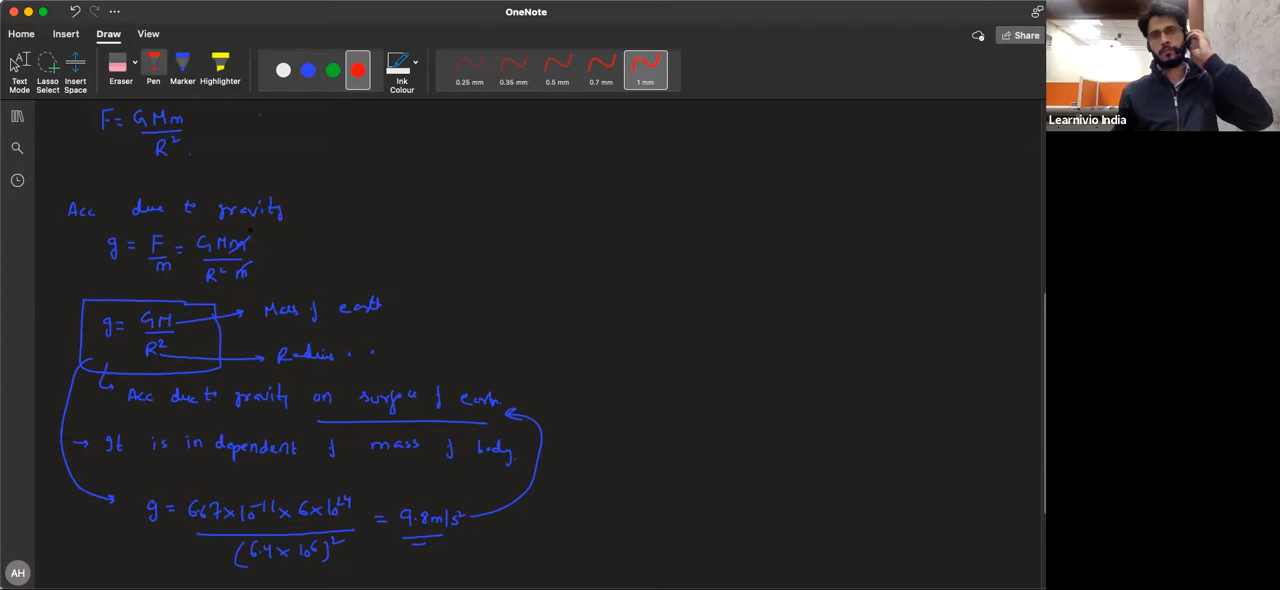 OneNote
Home Insert Draw View
Share
Text Mode
Lasso Select
Insert Space
Eraser
Pen
Marker
Highlighter
Ink Colour
0.25 mm
0.35 mm
0.5 mm
0.7 mm
1 mm
Learnivio India
F = GMm / R²
Acc due to gravity
g = F/m = GMm / R² m
g = GM / R²
Mass of earth
Radius . .
Acc due to gravity on surface of earth.
→ It is independent of mass of body.
g = 6.67 × 10⁻¹¹ × 6 × 10²⁴ / (6.4 × 10⁶)² = 9.8 m/s²
AH